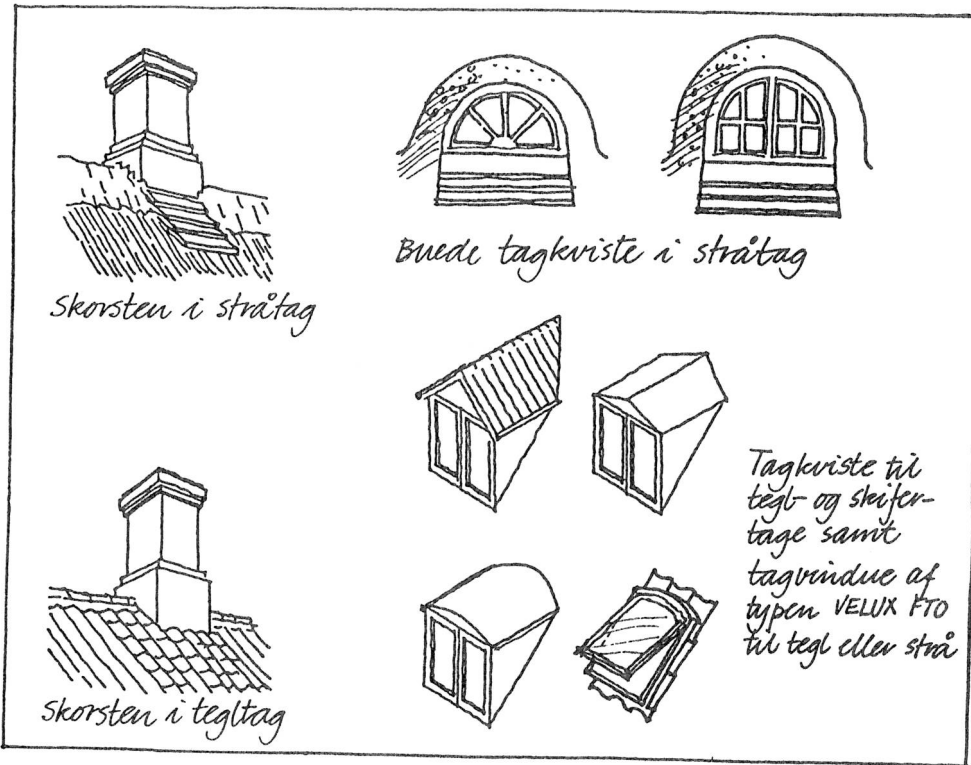 Skorsten i stråtag
Buede tagkviste i stråtag
Tagkviste til
tegl- og skifer-
tage samt
tagvindue af
typen VELUX FTO
til tegl eller strå
Skorsten i tegltag